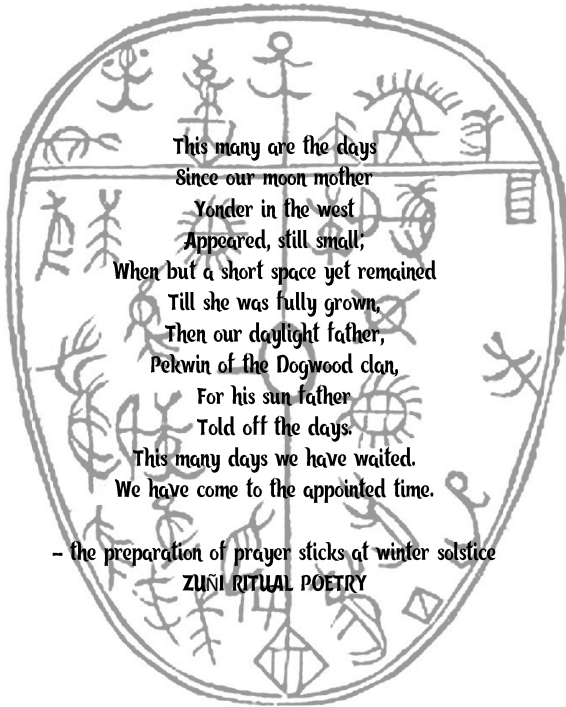 This many are the days
Since our moon mother
Yonder in the west
Appeared, still small;
When but a short space yet remained
Till she was fully grown,
Then our daylight father,
Pekwin of the Dogwood clan,
For his sun father
Told off the days.
This many days we have waited.
We have come to the appointed time.
– the preparation of prayer sticks at winter solstice
ZUÑI RITUAL POETRY